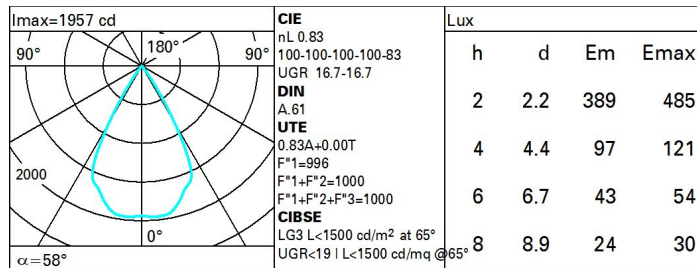 Imax=1957 cd
90°
180°
90°
2000
0°
α=58°
CIE
nL 0.83
100-100-100-100-83
UGR 16.7-16.7
DIN
A.61
UTE
0.83A+0.00T
F"1=996
F"1+F"2=1000
F"1+F"2+F"3=1000
CIBSE
LG3 L<1500 cd/m² at 65°
UGR<19 | L<1500 cd/mq @65°
Lux
h d Em Emax
2 2.2 389 485
4 4.4 97 121
6 6.7 43 54
8 8.9 24 30